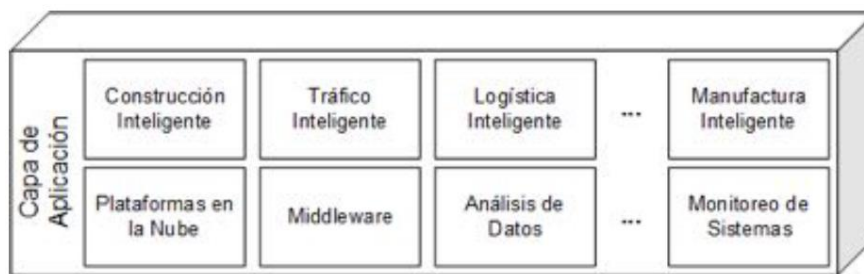 Capa de
Aplicación
Construcción
Inteligente
Tráfico
Inteligente
Logística
Inteligente
...
Manufactura
Inteligente
Plataformas en
la Nube
Middleware
Análisis de
Datos
...
Monitoreo de
Sistemas